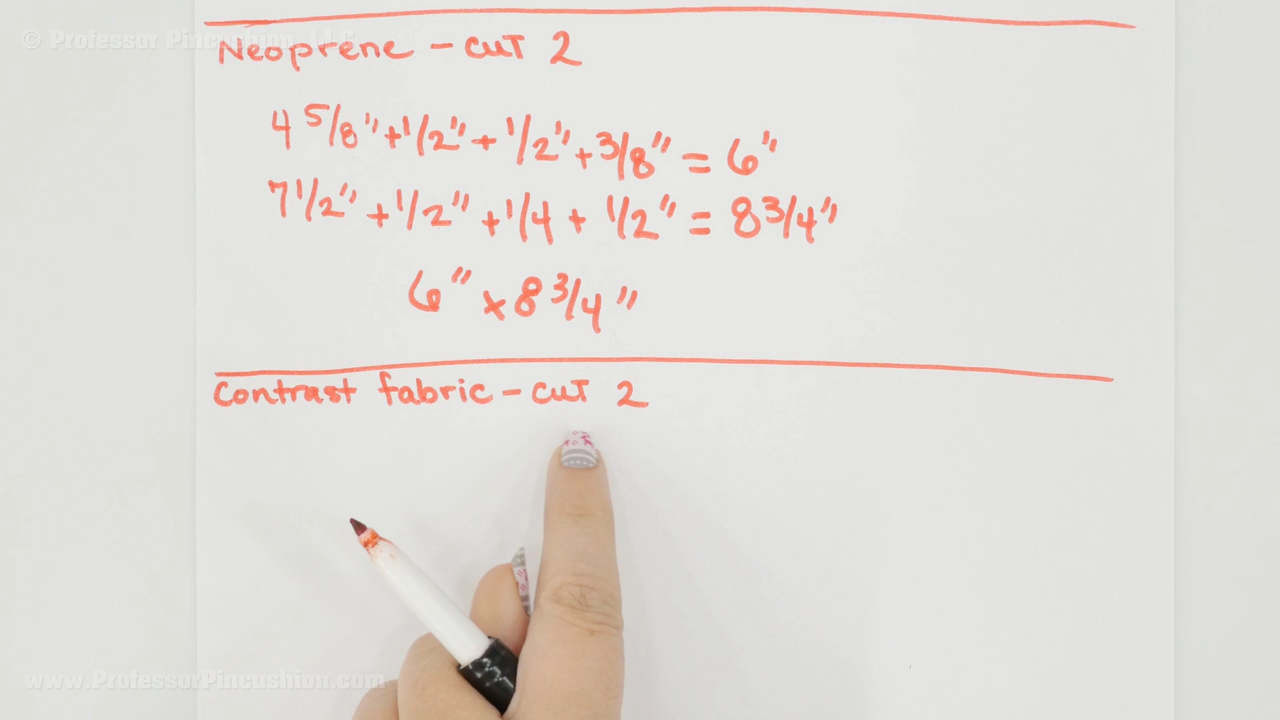 © Professor Pincushion, LLC
Neoprene - cut 2
4 5/8" + 1/2" + 1/2" + 3/8" = 6"
7 1/2" + 1/2" + 1/4 + 1/2" = 8 3/4"
6" x 8 3/4"
Contrast fabric - cut 2
www.ProfessorPincushion.com